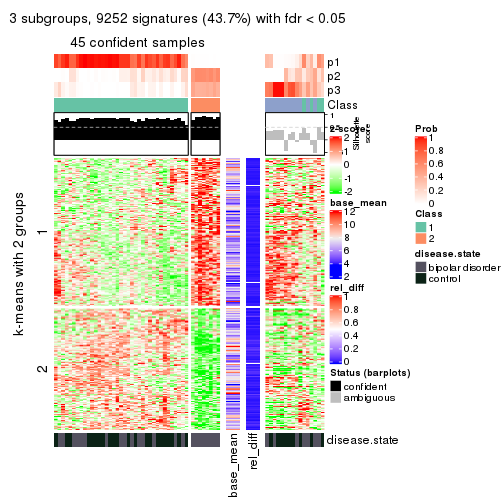 3 subgroups, 9252 signatures (43.7%) with fdr < 0.05
45 confident samples
p1
p2
p3
Class
1
0.5
Silhouette
score
k-means with 2 groups
1
2
z-score
2
1
0
-1
-2
base_mean
12
10
8
6
4
2
rel_diff
1
0.8
0.6
0.4
0.2
0
Status (barplots)
confident
ambiguous
Prob
1
0.8
0.6
0.4
0.2
0
Class
1
2
disease.state
bipolar disorder
control
disease.state
base_mean
rel_diff